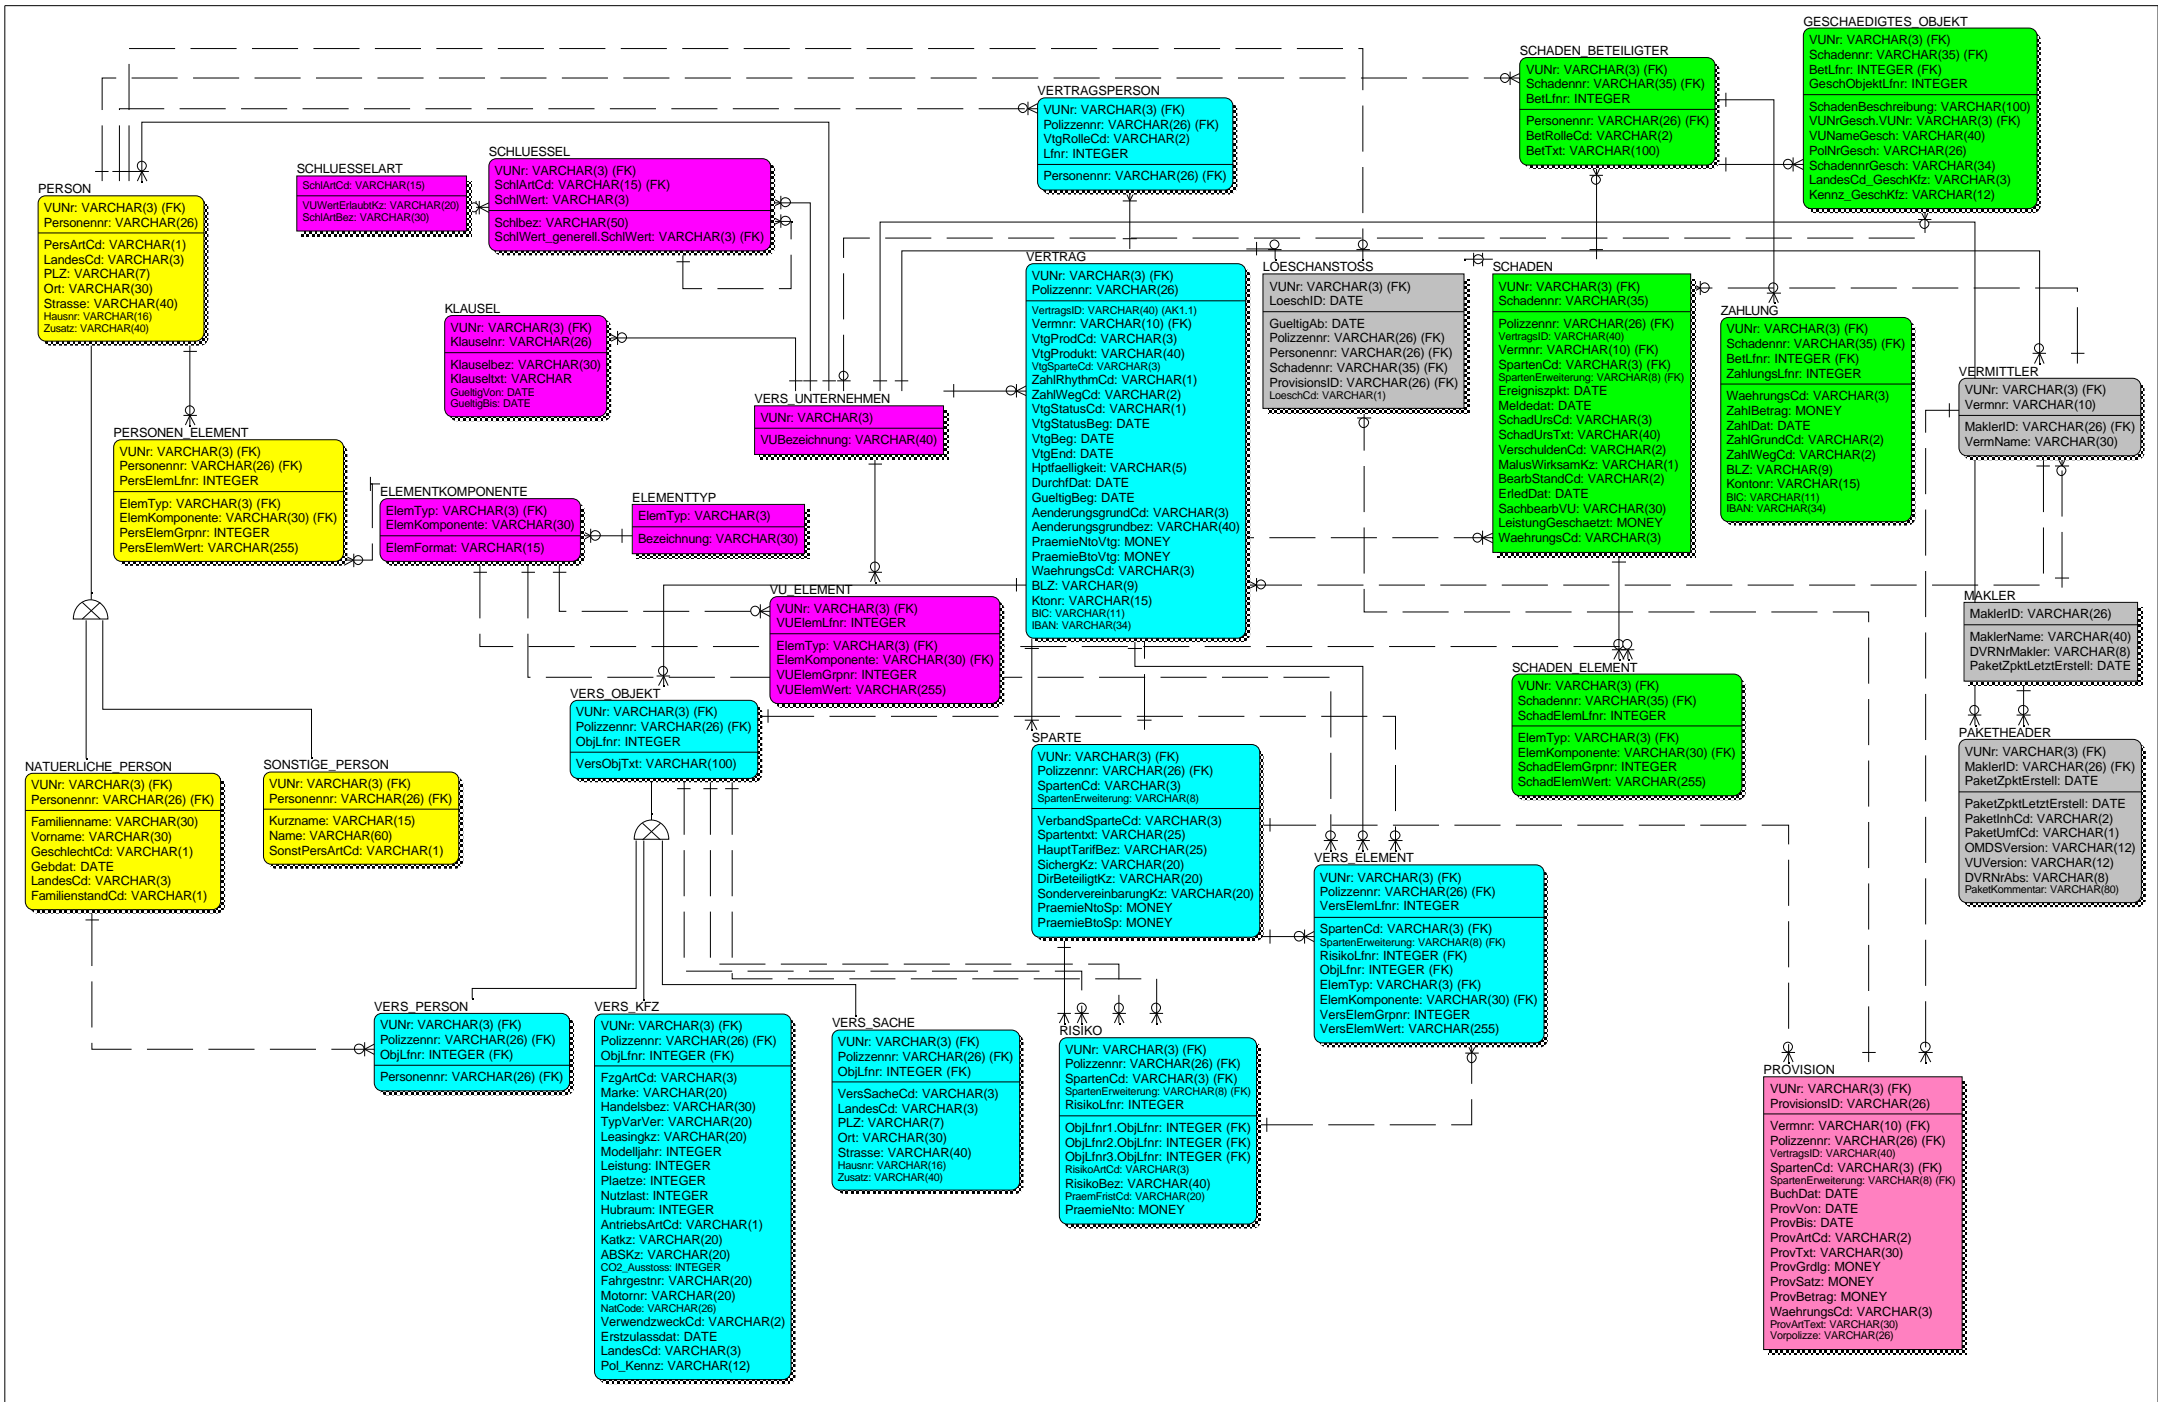 GESCHAEDIGTES_OBJEKT
VUNr: VARCHAR(3) (FK)
Schadennr: VARCHAR(35) (FK)
BetLfnr: INTEGER (FK)
GeschObjektLfnr: INTEGER
SchadenBeschreibung: VARCHAR(100)
VUNrGesch.VUNr: VARCHAR(3) (FK)
VUNameGesch: VARCHAR(40)
PolNrGesch: VARCHAR(26)
SchadennrGesch: VARCHAR(34)
LandesCd_GeschKfz: VARCHAR(3)
Kennz_GeschKfz: VARCHAR(12)
SCHADEN_BETEILIGTER
VUNr: VARCHAR(3) (FK)
Schadennr: VARCHAR(35) (FK)
BetLfnr: INTEGER
Personennr: VARCHAR(26) (FK)
BetRolleCd: VARCHAR(2)
BetTxt: VARCHAR(100)
VERTRAGSPERSON
VUNr: VARCHAR(3) (FK)
Polizzennr: VARCHAR(26) (FK)
VtgRolleCd: VARCHAR(2)
Lfnr: INTEGER
Personennr: VARCHAR(26) (FK)
SCHLUESSEL
VUNr: VARCHAR(3) (FK)
SchlArtCd: VARCHAR(15) (FK)
SchlWert: VARCHAR(3)
Schlbez: VARCHAR(50)
SchlWert_generell.SchlWert: VARCHAR(3) (FK)
SCHLUESSELART
SchlArtCd: VARCHAR(15)
VUWertErlaubtKz: VARCHAR(20)
SchlArtBez: VARCHAR(30)
PERSON
VUNr: VARCHAR(3) (FK)
Personennr: VARCHAR(26)
PersArtCd: VARCHAR(1)
LandesCd: VARCHAR(3)
PLZ: VARCHAR(7)
Ort: VARCHAR(30)
Strasse: VARCHAR(40)
Hausnr: VARCHAR(16)
Zusatz: VARCHAR(40)
VERTRAG
VUNr: VARCHAR(3) (FK)
Polizzennr: VARCHAR(26)
VertragsID: VARCHAR(40) (AK1.1)
Vermnr: VARCHAR(10) (FK)
VtgProdCd: VARCHAR(3)
VtgProdukt: VARCHAR(40)
VtgSparteCd: VARCHAR(3)
ZahlRhythmCd: VARCHAR(1)
ZahlWegCd: VARCHAR(2)
VtgStatusCd: VARCHAR(1)
VtgStatusBeg: DATE
VtgBeg: DATE
VtgEnd: DATE
Hptfaelligkeit: VARCHAR(5)
DurchfDat: DATE
GueltigBeg: DATE
AenderungsgrundCd: VARCHAR(3)
Aenderungsgrundbez: VARCHAR(40)
PraemieNtoVtg: MONEY
PraemieBtoVtg: MONEY
WaehrungsCd: VARCHAR(3)
BLZ: VARCHAR(9)
Ktonr: VARCHAR(15)
BIC: VARCHAR(11)
IBAN: VARCHAR(34)
LOESCHANSTOSS
VUNr: VARCHAR(3) (FK)
LoeschID: DATE
GueltigAb: DATE
Polizzennr: VARCHAR(26) (FK)
Personennr: VARCHAR(26) (FK)
Schadennr: VARCHAR(35) (FK)
ProvisionsID: VARCHAR(26) (FK)
LoeschCd: VARCHAR(1)
SCHADEN
VUNr: VARCHAR(3) (FK)
Schadennr: VARCHAR(35)
Polizzennr: VARCHAR(26) (FK)
VertragsID: VARCHAR(40)
Vermnr: VARCHAR(10) (FK)
SpartenCd: VARCHAR(3) (FK)
SpartenErweiterung: VARCHAR(8) (FK)
Ereigniszpkt: DATE
Meldedat: DATE
SchadUrsCd: VARCHAR(3)
SchadUrsTxt: VARCHAR(40)
VerschuldenCd: VARCHAR(2)
MalusWirksamKz: VARCHAR(1)
BearbStandCd: VARCHAR(2)
ErledDat: DATE
SachbearbVU: VARCHAR(30)
LeistungGeschaetzt: MONEY
WaehrungsCd: VARCHAR(3)
ZAHLUNG
VUNr: VARCHAR(3) (FK)
Schadennr: VARCHAR(35) (FK)
BetLfnr: INTEGER (FK)
ZahlungsLfnr: INTEGER
WaehrungsCd: VARCHAR(3)
ZahlBetrag: MONEY
ZahlDat: DATE
ZahlGrundCd: VARCHAR(2)
ZahlWegCd: VARCHAR(2)
BLZ: VARCHAR(9)
Kontonr: VARCHAR(15)
BIC: VARCHAR(11)
IBAN: VARCHAR(34)
VERMITTLER
VUNr: VARCHAR(3) (FK)
Vermnr: VARCHAR(10)
MaklerID: VARCHAR(26) (FK)
VermName: VARCHAR(30)
KLAUSEL
VUNr: VARCHAR(3) (FK)
Klauselnr: VARCHAR(26)
Klauselbez: VARCHAR(30)
Klauseltxt: VARCHAR
GueltigVon: DATE
GueltigBis: DATE
VERS_UNTERNEHMEN
VUNr: VARCHAR(3)
VUBezeichnung: VARCHAR(40)
PERSONEN_ELEMENT
VUNr: VARCHAR(3) (FK)
Personennr: VARCHAR(26) (FK)
PersElemLfnr: INTEGER
ElemTyp: VARCHAR(3) (FK)
ElemKomponente: VARCHAR(30) (FK)
PersElemGrpnr: INTEGER
PersElemWert: VARCHAR(255)
ELEMENTKOMPONENTE
ElemTyp: VARCHAR(3) (FK)
ElemKomponente: VARCHAR(30)
ElemFormat: VARCHAR(15)
ELEMENTTYP
ElemTyp: VARCHAR(3)
Bezeichnung: VARCHAR(30)
VU_ELEMENT
VUNr: VARCHAR(3) (FK)
VUElemLfnr: INTEGER
ElemTyp: VARCHAR(3) (FK)
ElemKomponente: VARCHAR(30) (FK)
VUElemGrpnr: INTEGER
VUElemWert: VARCHAR(255)
MAKLER
MaklerID: VARCHAR(26)
MaklerName: VARCHAR(40)
DVRNrMakler: VARCHAR(8)
PaketZpktLetztErstell: DATE
SCHADEN_ELEMENT
VUNr: VARCHAR(3) (FK)
Schadennr: VARCHAR(35) (FK)
SchadElemLfnr: INTEGER
ElemTyp: VARCHAR(3) (FK)
ElemKomponente: VARCHAR(30) (FK)
SchadElemGrpnr: INTEGER
SchadElemWert: VARCHAR(255)
VERS_OBJEKT
VUNr: VARCHAR(3) (FK)
Polizzennr: VARCHAR(26) (FK)
ObjLfnr: INTEGER
VersObjTxt: VARCHAR(100)
SPARTE
VUNr: VARCHAR(3) (FK)
Polizzennr: VARCHAR(26) (FK)
SpartenCd: VARCHAR(3)
SpartenErweiterung: VARCHAR(8)
VerbandSparteCd: VARCHAR(3)
Spartentxt: VARCHAR(25)
HauptTarifBez: VARCHAR(25)
SichergKz: VARCHAR(20)
DirBeteiligtKz: VARCHAR(20)
SondervereinbarungKz: VARCHAR(20)
PraemieNtoSp: MONEY
PraemieBtoSp: MONEY
PAKETHEADER
VUNr: VARCHAR(3) (FK)
MaklerID: VARCHAR(26) (FK)
PaketZpktErstell: DATE
PaketZpktLetztErstell: DATE
PaketInhCd: VARCHAR(2)
PaketUmfCd: VARCHAR(1)
OMDSVersion: VARCHAR(12)
VUVersion: VARCHAR(12)
DVRNrAbs: VARCHAR(8)
PaketKommentar: VARCHAR(80)
NATUERLICHE_PERSON
VUNr: VARCHAR(3) (FK)
Personennr: VARCHAR(26) (FK)
Familienname: VARCHAR(30)
Vorname: VARCHAR(30)
GeschlechtCd: VARCHAR(1)
Gebdat: DATE
LandesCd: VARCHAR(3)
FamilienstandCd: VARCHAR(1)
SONSTIGE_PERSON
VUNr: VARCHAR(3) (FK)
Personennr: VARCHAR(26) (FK)
Kurzname: VARCHAR(15)
Name: VARCHAR(60)
SonstPersArtCd: VARCHAR(1)
VERS_ELEMENT
VUNr: VARCHAR(3) (FK)
Polizzennr: VARCHAR(26) (FK)
VersElemLfnr: INTEGER
SpartenCd: VARCHAR(3) (FK)
SpartenErweiterung: VARCHAR(8) (FK)
RisikoLfnr: INTEGER (FK)
ObjLfnr: INTEGER (FK)
ElemTyp: VARCHAR(3) (FK)
ElemKomponente: VARCHAR(30) (FK)
VersElemGrpnr: INTEGER
VersElemWert: VARCHAR(255)
VERS_PERSON
VUNr: VARCHAR(3) (FK)
Polizzennr: VARCHAR(26) (FK)
ObjLfnr: INTEGER (FK)
Personennr: VARCHAR(26) (FK)
VERS_KFZ
VUNr: VARCHAR(3) (FK)
Polizzennr: VARCHAR(26) (FK)
ObjLfnr: INTEGER (FK)
FzgArtCd: VARCHAR(3)
Marke: VARCHAR(20)
Handelsbez: VARCHAR(30)
TypVarVer: VARCHAR(20)
Leasingkz: VARCHAR(20)
Modelljahr: INTEGER
Leistung: INTEGER
Plaetze: INTEGER
Nutzlast: INTEGER
Hubraum: INTEGER
AntriebsArtCd: VARCHAR(1)
Katkz: VARCHAR(20)
ABSKz: VARCHAR(20)
CO2_Ausstoss: INTEGER
Fahrgestnr: VARCHAR(20)
Motornr: VARCHAR(20)
NatCode: VARCHAR(26)
VerwendzweckCd: VARCHAR(2)
Erstzulassdat: DATE
LandesCd: VARCHAR(3)
Pol_Kennz: VARCHAR(12)
VERS_SACHE
VUNr: VARCHAR(3) (FK)
Polizzennr: VARCHAR(26) (FK)
ObjLfnr: INTEGER (FK)
VersSacheCd: VARCHAR(3)
LandesCd: VARCHAR(3)
PLZ: VARCHAR(7)
Ort: VARCHAR(30)
Strasse: VARCHAR(40)
Hausnr: VARCHAR(16)
Zusatz: VARCHAR(40)
RISIKO
VUNr: VARCHAR(3) (FK)
Polizzennr: VARCHAR(26) (FK)
SpartenCd: VARCHAR(3) (FK)
SpartenErweiterung: VARCHAR(8) (FK)
RisikoLfnr: INTEGER
ObjLfnr1.ObjLfnr: INTEGER (FK)
ObjLfnr2.ObjLfnr: INTEGER (FK)
ObjLfnr3.ObjLfnr: INTEGER (FK)
RisikoArtCd: VARCHAR(3)
RisikoBez: VARCHAR(40)
PraemFristCd: VARCHAR(20)
PraemieNto: MONEY
PROVISION
VUNr: VARCHAR(3) (FK)
ProvisionsID: VARCHAR(26)
Vermnr: VARCHAR(10) (FK)
Polizzennr: VARCHAR(26) (FK)
VertragsID: VARCHAR(40)
SpartenCd: VARCHAR(3) (FK)
SpartenErweiterung: VARCHAR(8) (FK)
BuchDat: DATE
ProvVon: DATE
ProvBis: DATE
ProvArtCd: VARCHAR(2)
ProvTxt: VARCHAR(30)
ProvGrdlg: MONEY
ProvSatz: MONEY
ProvBetrag: MONEY
WaehrungsCd: VARCHAR(3)
ProvArtText: VARCHAR(30)
Vorpolizze: VARCHAR(26)